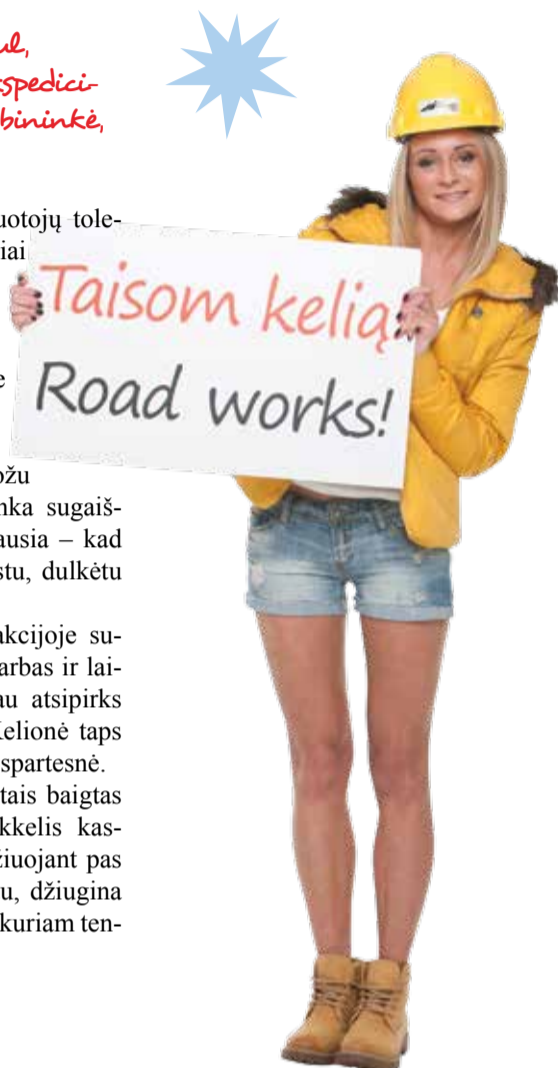 ul,
kspedici-
bininkė,
uotojų tole-
iai
Taisom kelią.
Road works!
e
ožu
nka sugaiš-
ausia – kad
stu, dulkėtu
akcijoje su-
arbas ir lai-
au atsipirks
Kelionė taps
spartesnė.
tais baigtas
kkelis kas-
žiuojant pas
u, džiugina
kuriam ten-